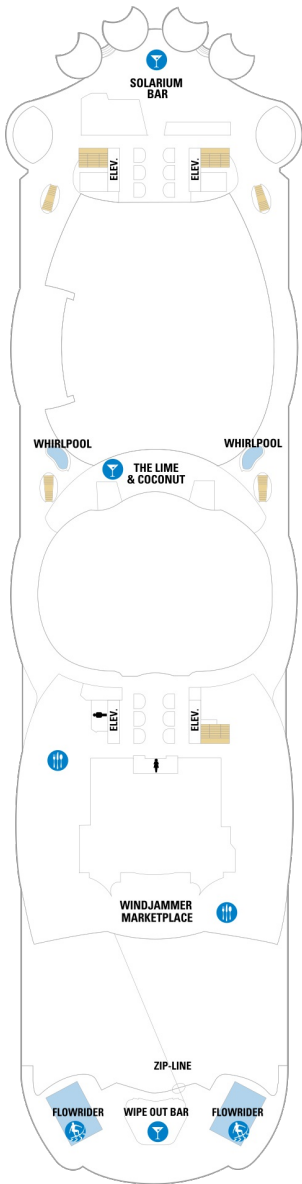 SOLARIUM
BAR
ELEV.
ELEV.
WHIRLPOOL
WHIRLPOOL
THE LIME
& COCONUT
ELEV.
ELEV.
WINDJAMMER
MARKETPLACE
ZIP-LINE
FLOWRIDER
WIPE OUT BAR
FLOWRIDER